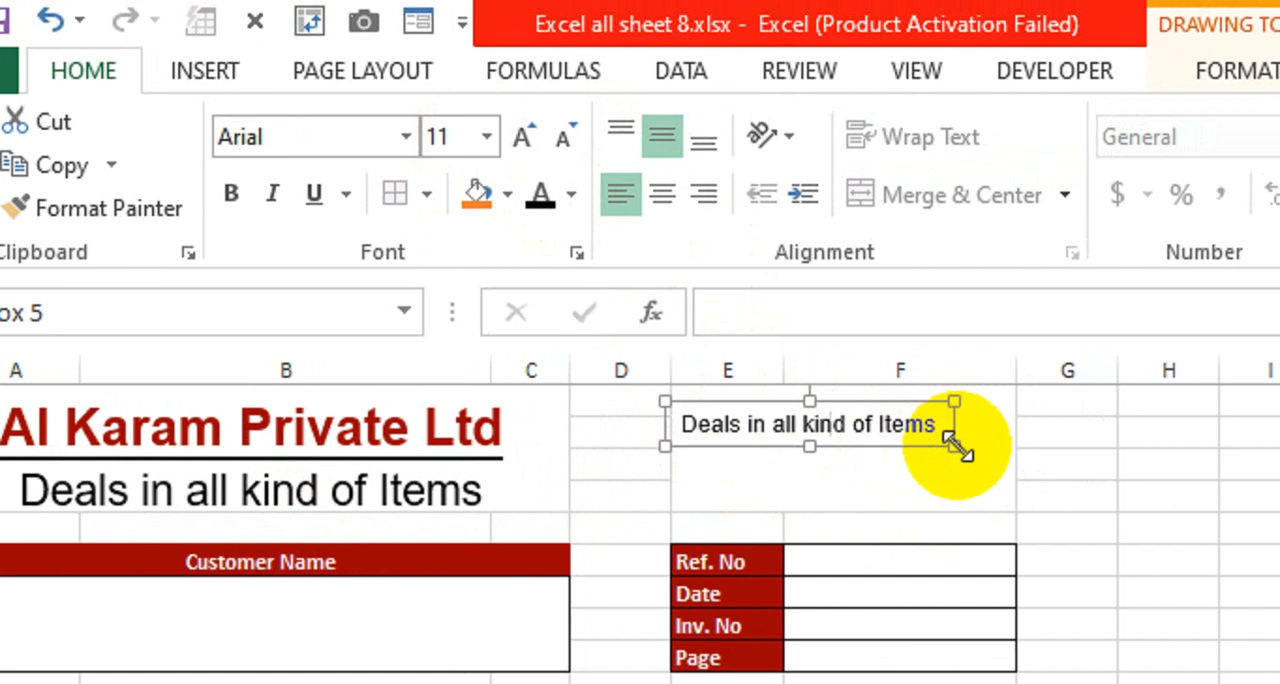 Excel all sheet 8.xlsx - Excel (Product Activation Failed)
DRAWING TO
HOME INSERT PAGE LAYOUT FORMULAS DATA REVIEW VIEW DEVELOPER FORMAT
Cut
Copy
Format Painter
Clipboard
Arial 11
A A
B I U A
Font
Wrap Text
Merge & Center
Alignment
General
$ % ,
Number
ox 5
fx
A B C D E F G H I
Al Karam Private Ltd
Deals in all kind of Items
Deals in all kind of Items
Customer Name
Ref. No
Date
Inv. No
Page